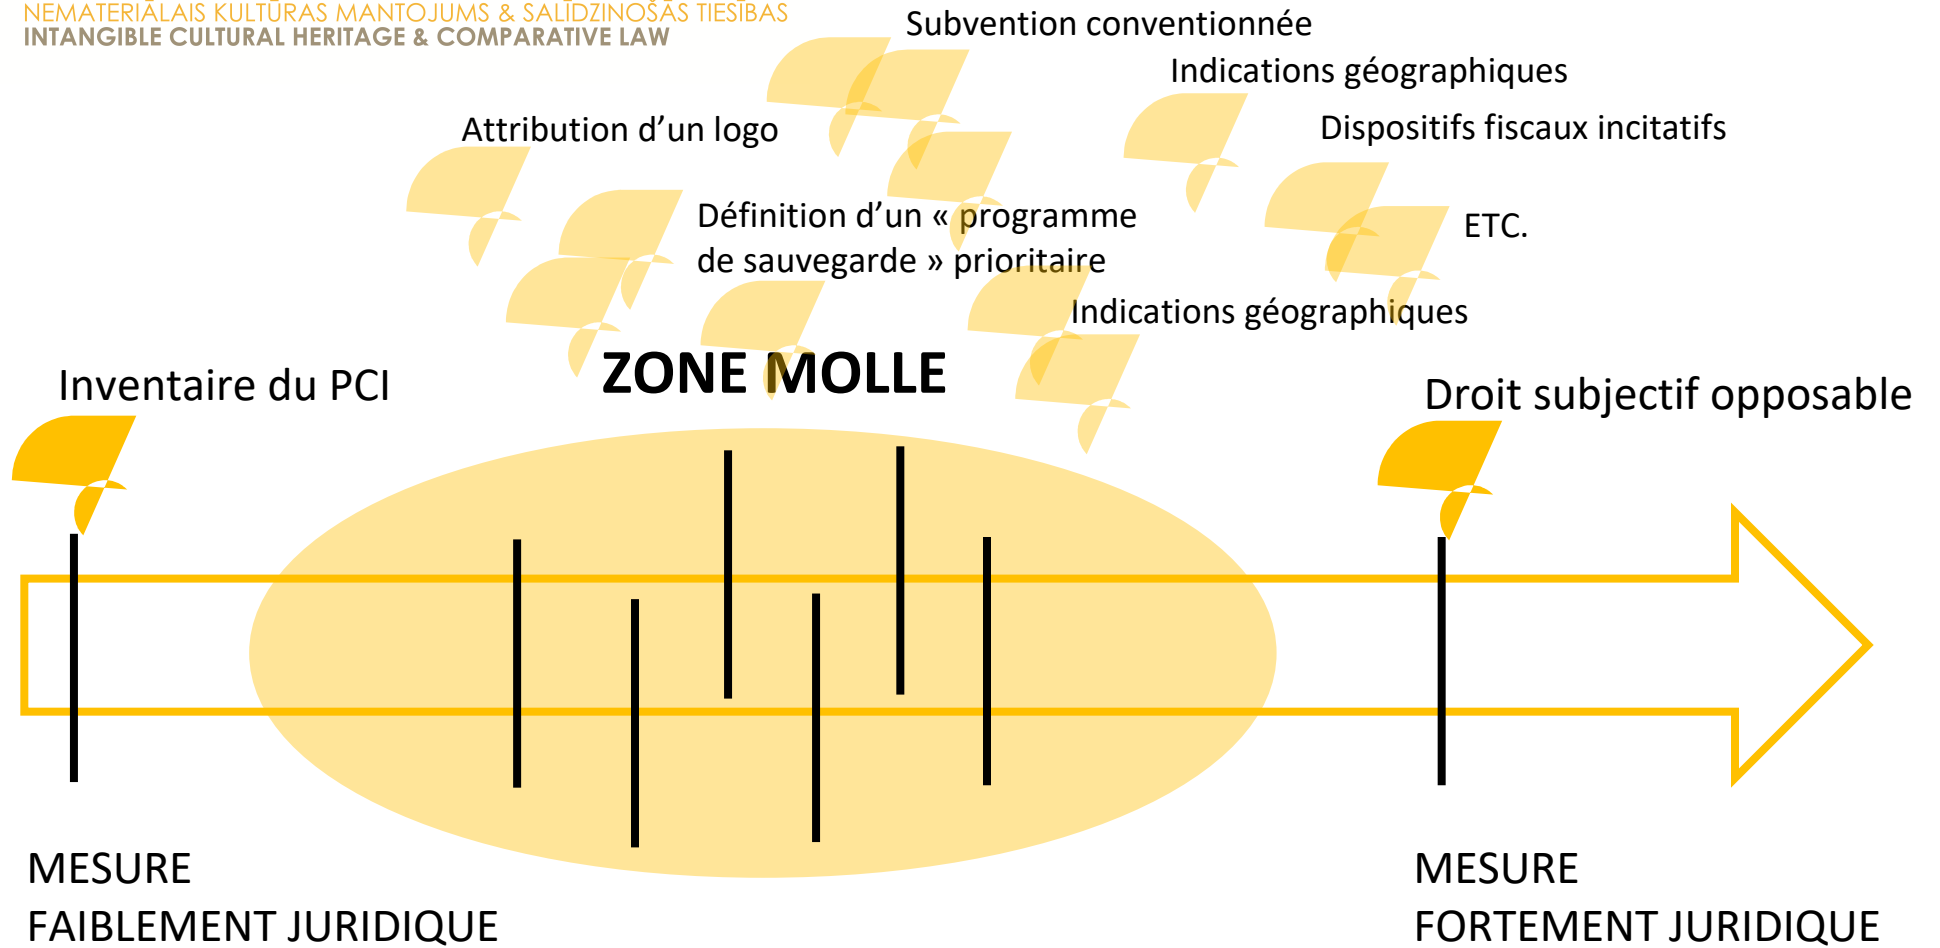 NEMATERIĀLAIS KULTŪRAS MANTOJUMS & SALĪDZINOŠĀS TIESĪBAS
INTANGIBLE CULTURAL HERITAGE & COMPARATIVE LAW
Subvention conventionnée
Indications géographiques
Attribution d’un logo
Dispositifs fiscaux incitatifs
Définition d’un « programme
de sauvegarde » prioritaire
ETC.
Indications géographiques
ZONE MOLLE
Inventaire du PCI
Droit subjectif opposable
MESURE
FAIBLEMENT JURIDIQUE
MESURE
FORTEMENT JURIDIQUE